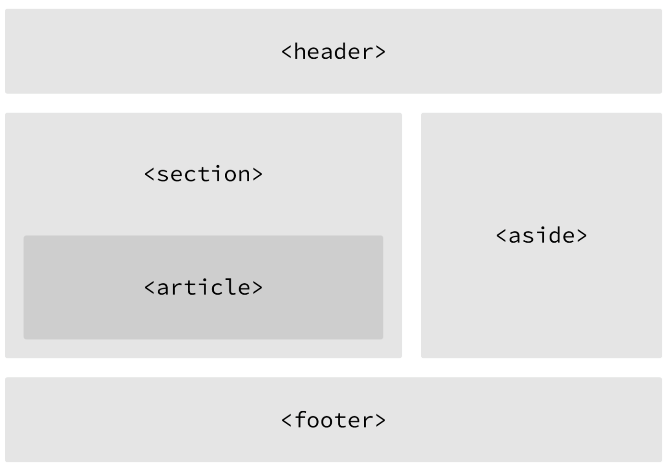 <header>
<section>
<article>
<aside>
<footer>